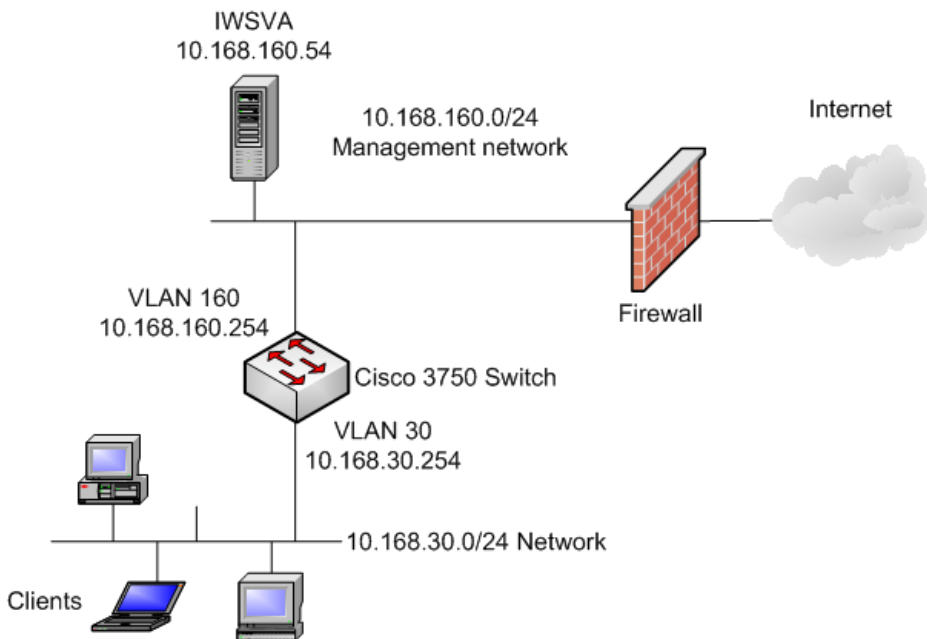 IWSVA
10.168.160.54
10.168.160.0/24
Management network
Internet
Firewall
VLAN 160
10.168.160.254
Cisco 3750 Switch
VLAN 30
10.168.30.254
10.168.30.0/24 Network
Clients